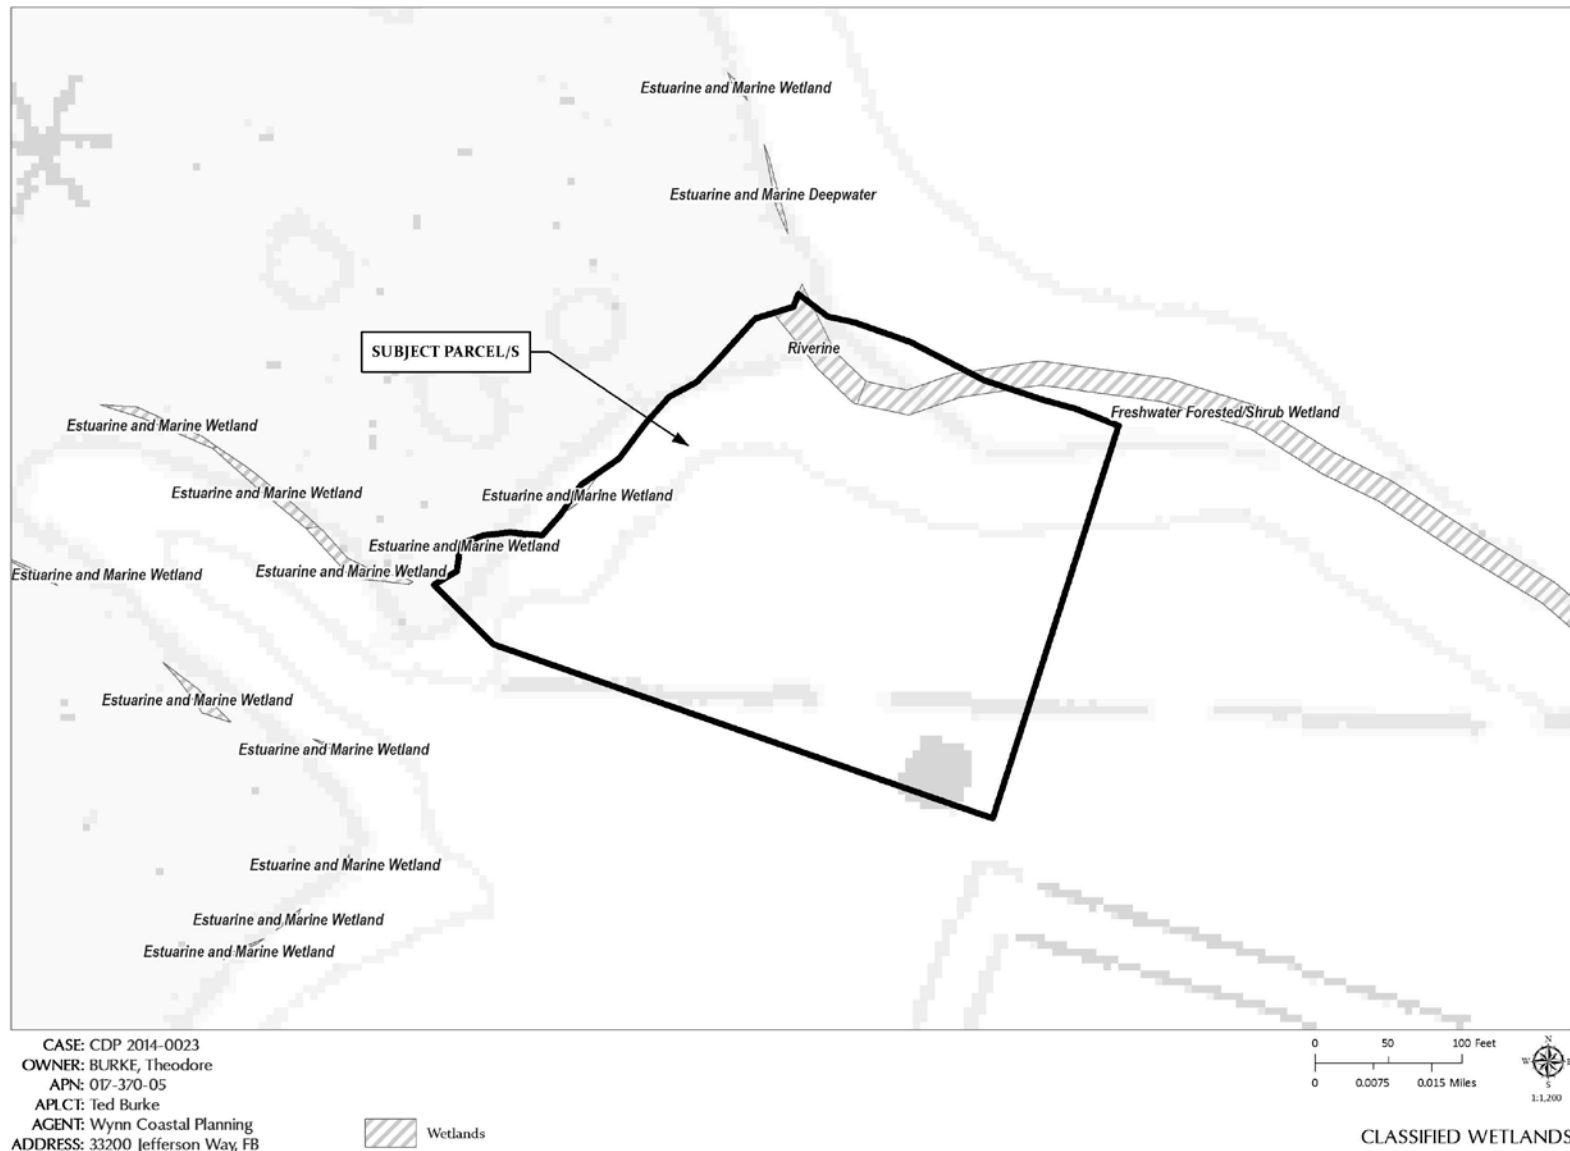 Estuarine and Marine Wetland
Estuarine and Marine Deepwater
SUBJECT PARCEL/S
Riverine
Freshwater Forested/Shrub Wetland
Estuarine and Marine Wetland
Estuarine and Marine Wetland
Estuarine and Marine Wetland
Estuarine and Marine Wetland
Estuarine and Marine Wetland
Estuarine and Marine Wetland
Estuarine and Marine Wetland
Estuarine and Marine Wetland
Estuarine and Marine Wetland
Estuarine and Marine Wetland
Estuarine and Marine Wetland
CASE: CDP 2014-0023
OWNER: BURKE, Theodore
APN: 017-370-05
APLCT: Ted Burke
AGENT: Wynn Coastal Planning
ADDRESS: 33200 Jefferson Way, FB
Wetlands
0 50 100 Feet
0 0.0075 0.015 Miles
N
W E
S
1:1,200
CLASSIFIED WETLANDS